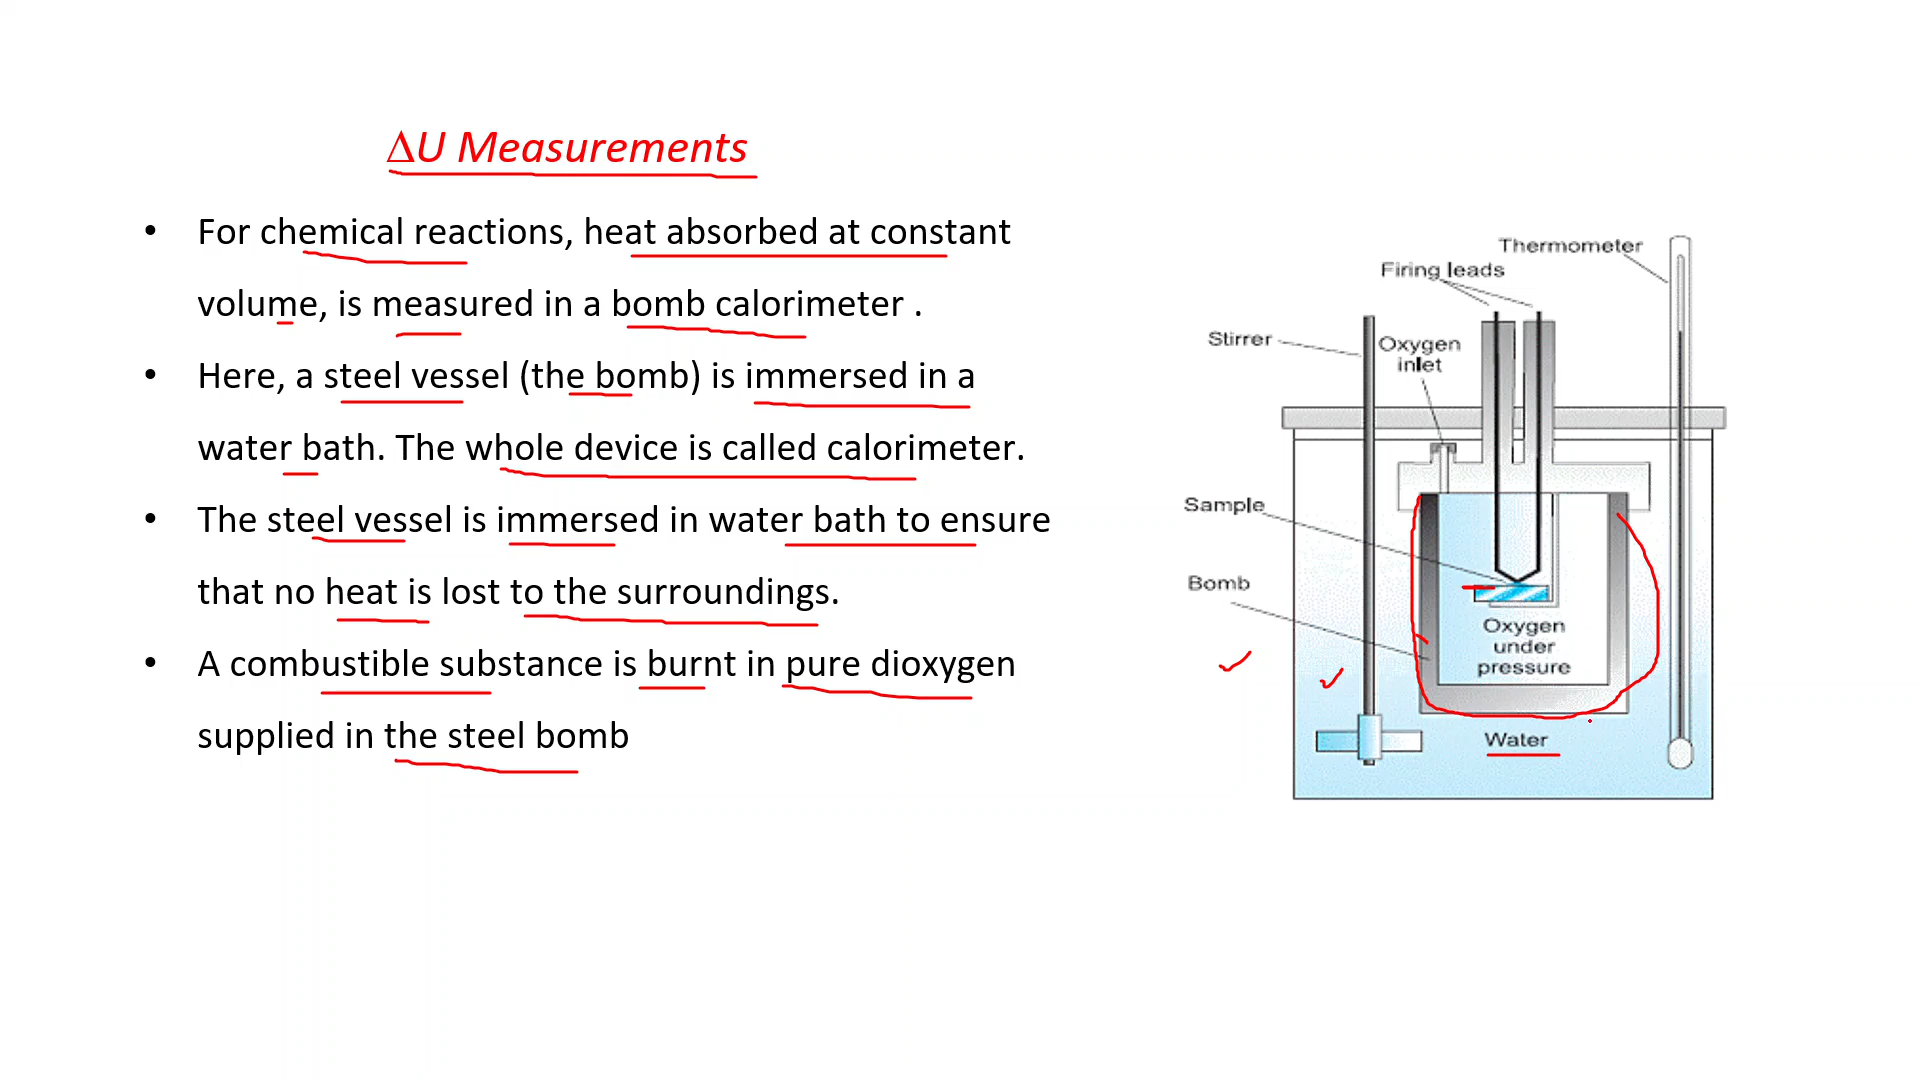 ΔU Measurements
• For chemical reactions, heat absorbed at constant
volume, is measured in a bomb calorimeter .
• Here, a steel vessel (the bomb) is immersed in a
water bath. The whole device is called calorimeter.
• The steel vessel is immersed in water bath to ensure
that no heat is lost to the surroundings.
• A combustible substance is burnt in pure dioxygen
supplied in the steel bomb
Thermometer
Firing leads
Stirrer
Oxygen
inlet
Sample
Bomb
Oxygen
under
pressure
Water